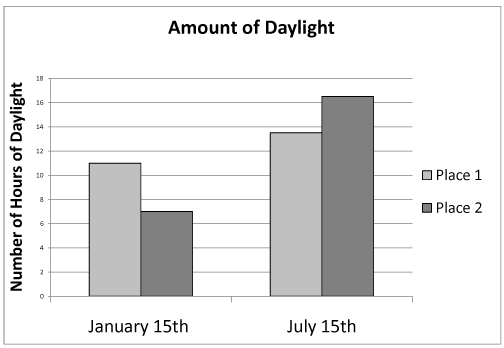 Amount of Daylight
Number of Hours of Daylight
18
16
14
12
10
8
6
4
2
0
January 15th
July 15th
Place 1
Place 2